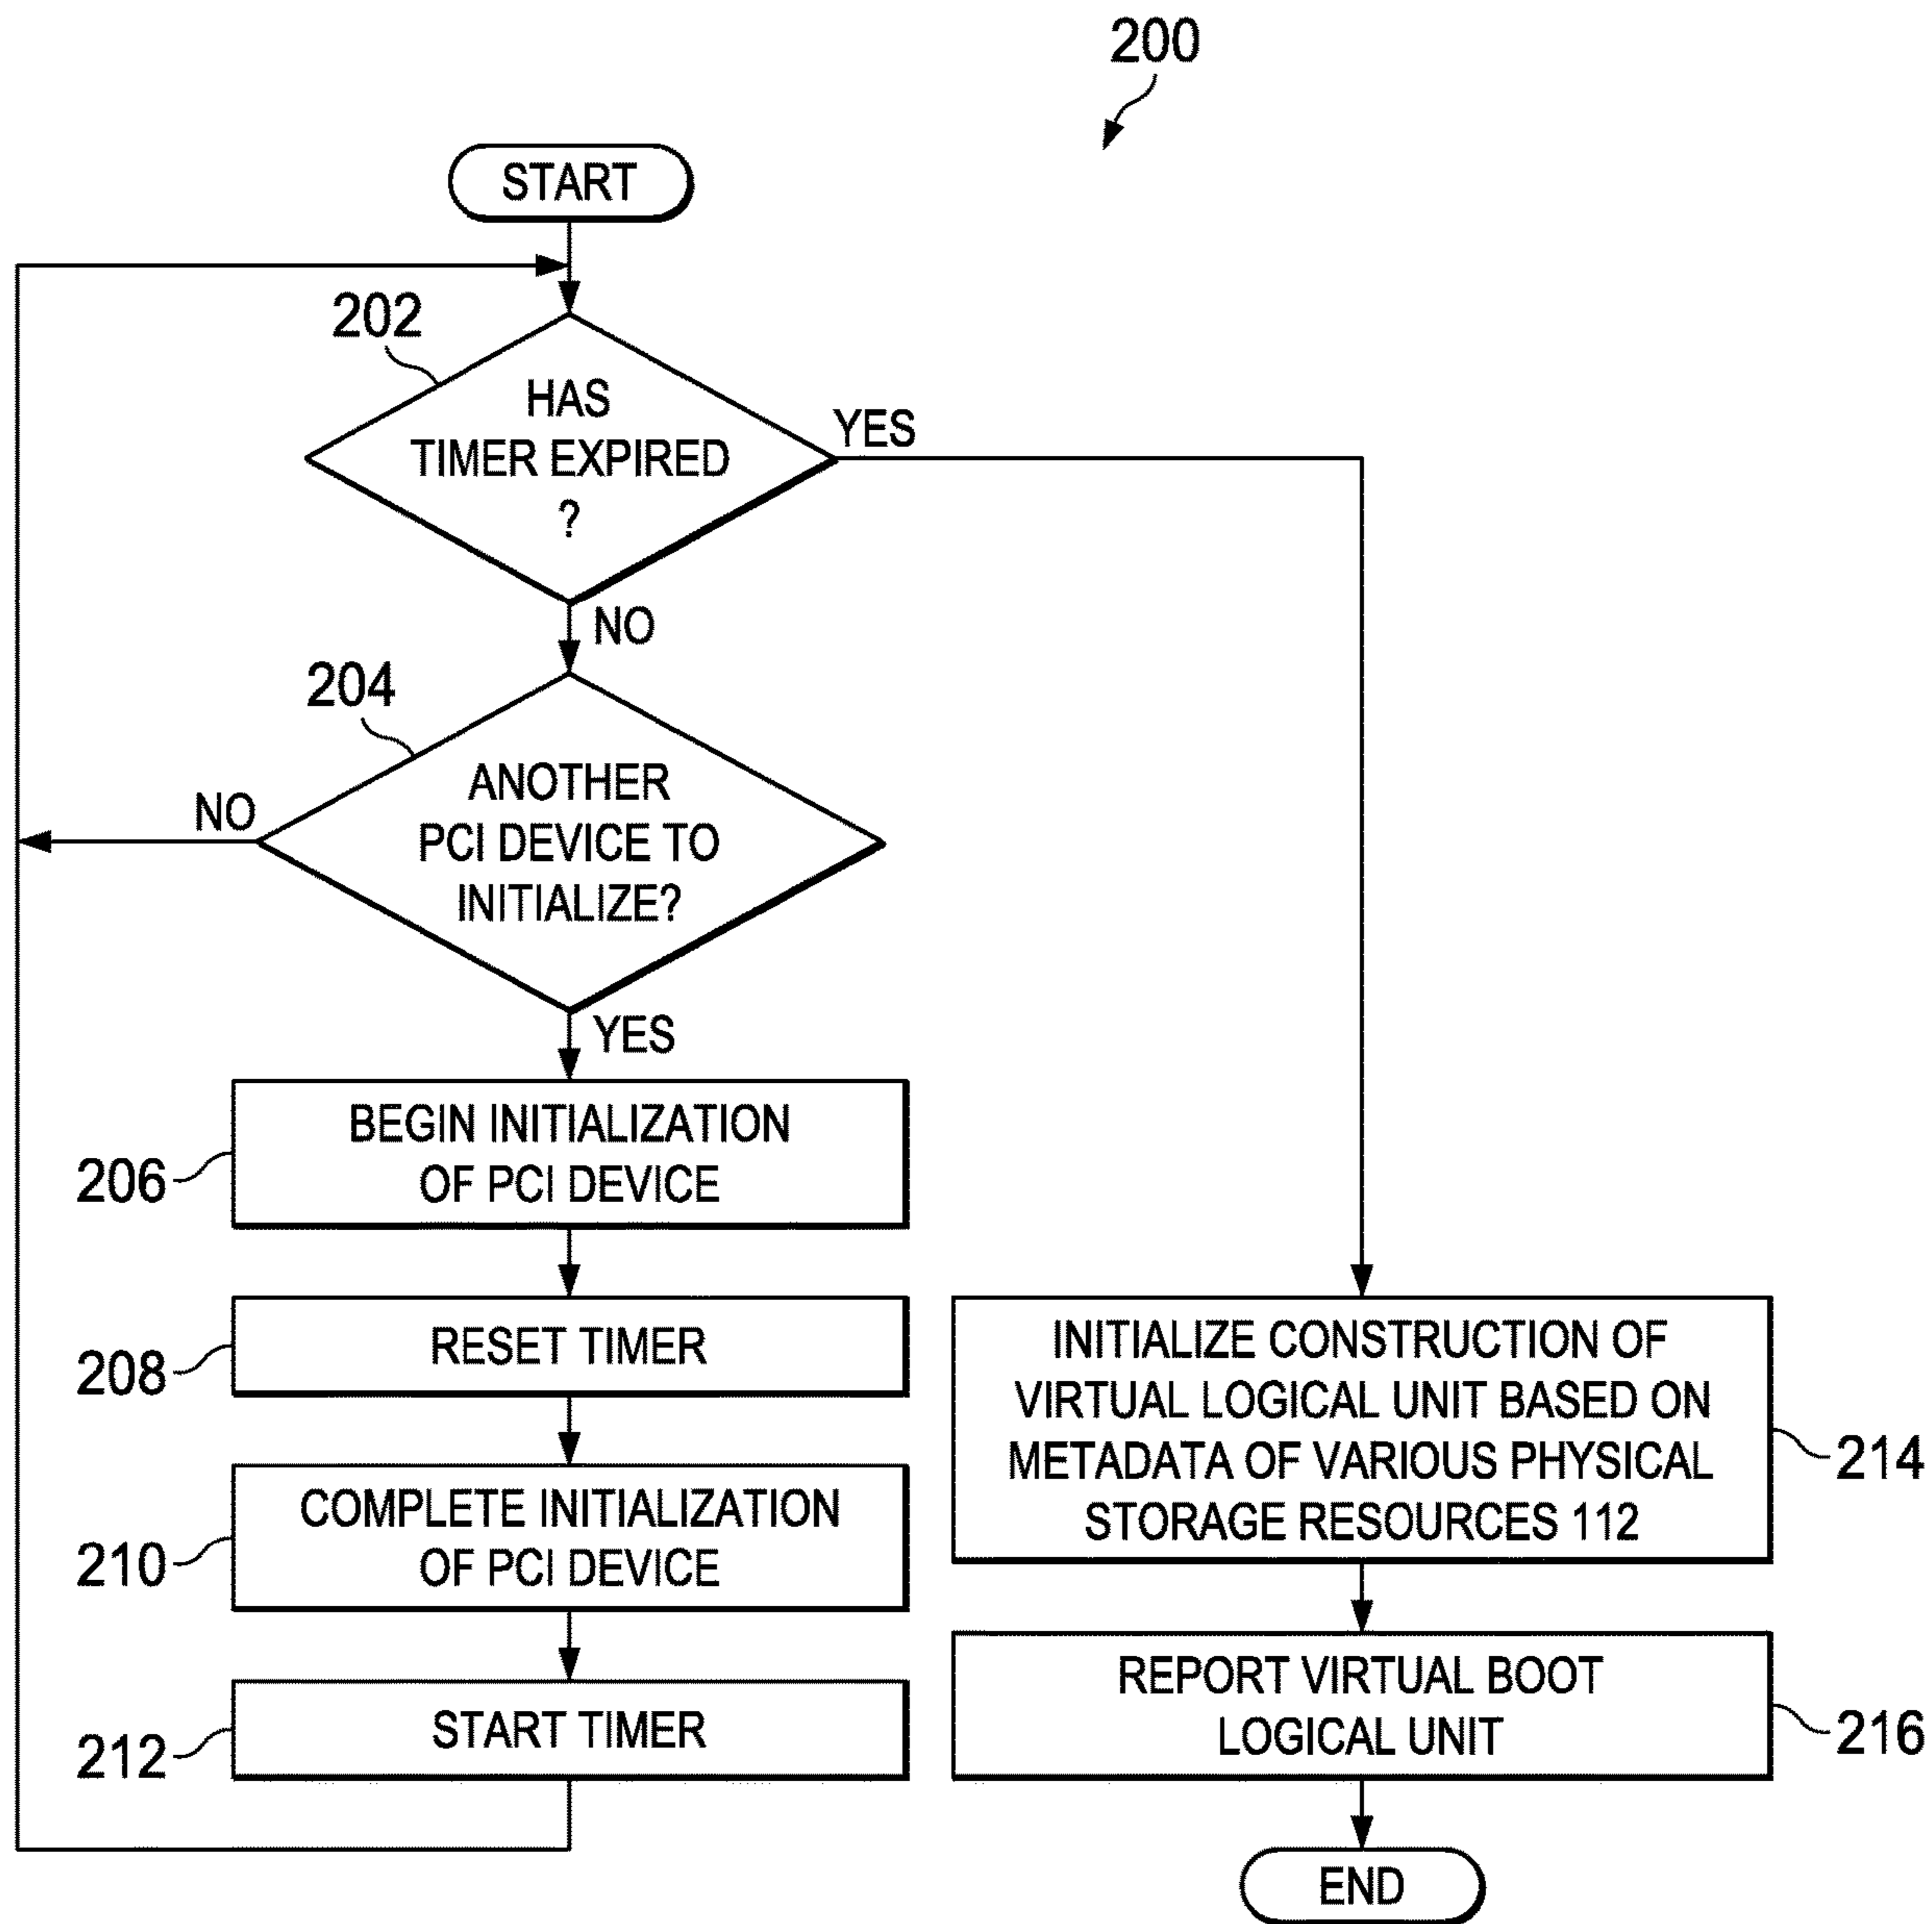 200
START
202
HAS
TIMER EXPIRED
?
YES
NO
204
ANOTHER
PCI DEVICE TO
INITIALIZE?
NO
YES
206
BEGIN INITIALIZATION
OF PCI DEVICE
208
RESET TIMER
210
COMPLETE INITIALIZATION
OF PCI DEVICE
212
START TIMER
INITIALIZE CONSTRUCTION OF
VIRTUAL LOGICAL UNIT BASED ON
METADATA OF VARIOUS PHYSICAL
STORAGE RESOURCES 112
214
REPORT VIRTUAL BOOT
LOGICAL UNIT
216
END